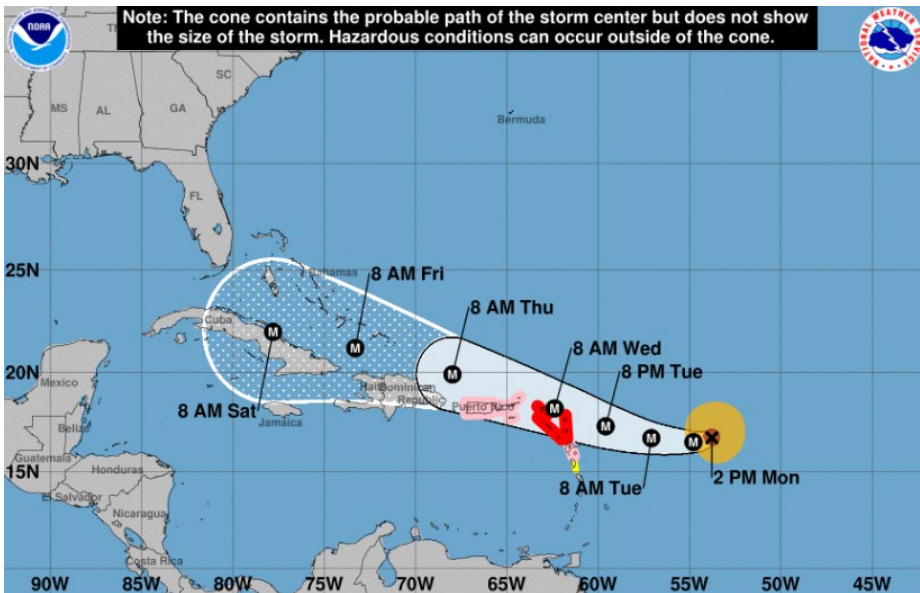 Note: The cone contains the probable path of the storm center but does not show
the size of the storm. Hazardous conditions can occur outside of the cone.
NOAA
NATIONAL WEATHER SERVICE
SC
MS
AL
GA
Bermuda
30N
FL
25N
Bahamas
8 AM Fri
8 AM Thu
Cuba
M
M
8 AM Wed
20N
M
8 PM Tue
Mexico
Dominican
Republic
Puerto Rico
M
8 AM Sat
Jamaica
M
M
M
Belize
Guatemala
Honduras
15N
8 AM Tue
2 PM Mon
El Salvador
Nicaragua
Costa Rica
90W
80W
75W
70W
65W
60W
55W
50W
45W